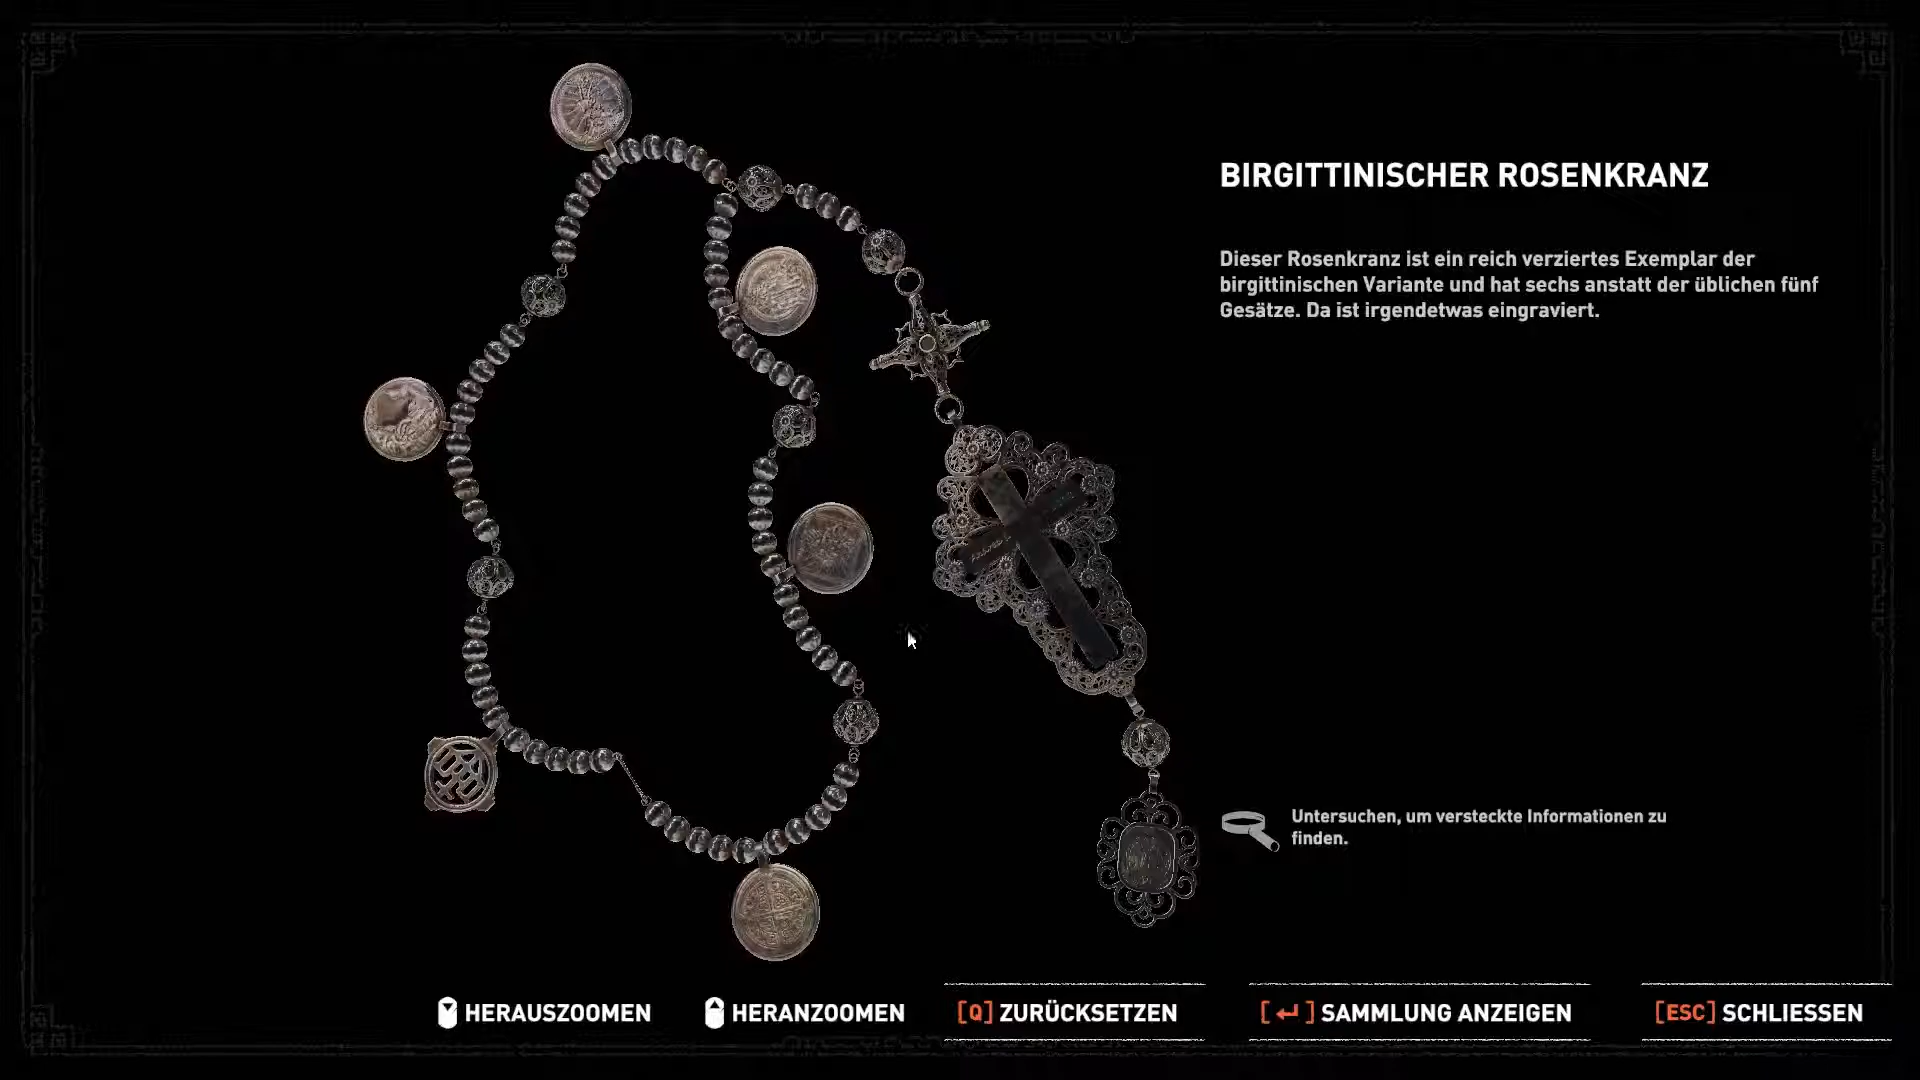 BIRGITTINISCHER ROSENKRANZ
Dieser Rosenkranz ist ein reich verziertes Exemplar der
birgittinischen Variante und hat sechs anstatt der üblichen fünf
Gesätze. Da ist irgendetwas eingraviert.
Untersuchen, um versteckte Informationen zu
finden.
HERAUSZOOMEN
HERANZOOMEN
[Q] ZURÜCKSETZEN
[↵] SAMMLUNG ANZEIGEN
[ESC] SCHLIESSEN